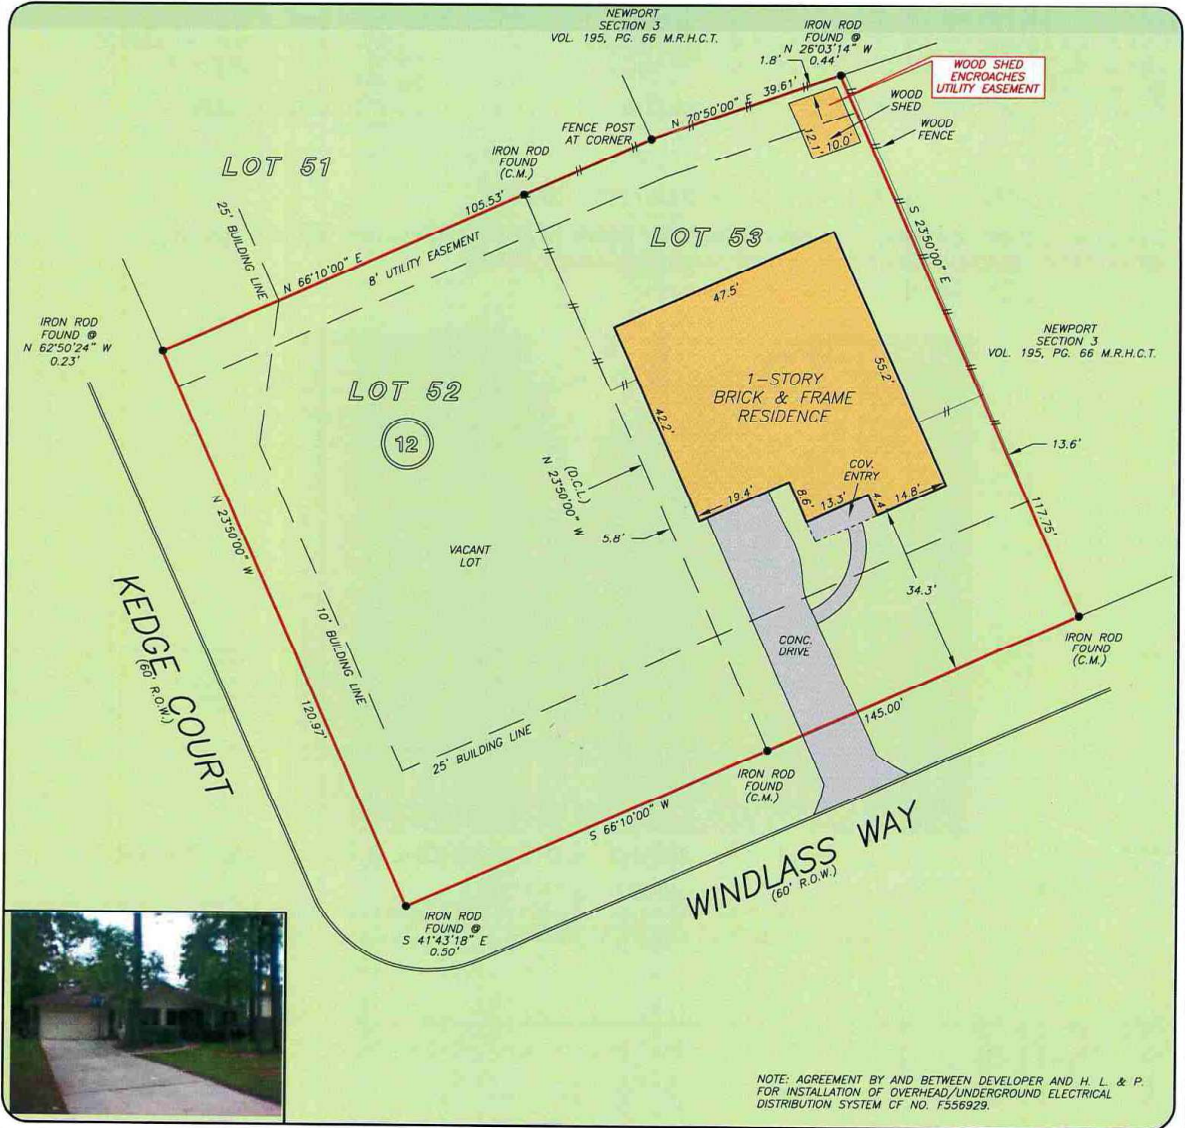 NEWPORT
SECTION 3
VOL. 195, PG. 66 M.R.H.C.T.
IRON ROD
FOUND @
N 26°03'14" W
0.44'
1.8'
WOOD SHED
ENCROACHES
UTILITY EASEMENT
N 70°50'00" E 39.61'
WOOD
SHED
WOOD
FENCE
12.1
10.0'
FENCE POST
AT CORNER
IRON ROD
FOUND
(C.M.)
LOT 51
105.53'
N 66°10'00" E
25' BUILDING LINE
8' UTILITY EASEMENT
LOT 53
S 23°50'00" E
47.5'
IRON ROD
FOUND @
N 62°50'24" W
0.23'
NEWPORT
SECTION 3
VOL. 195, PG. 66 M.R.H.C.T.
55.2'
1-STORY
BRICK & FRAME
RESIDENCE
LOT 52
12
42.2'
13.6'
(D.C.L.)
N 23°50'00" W
COV.
ENTRY
19.4'
8.6'
13.3'
4.4'
14.8'
117.75'
N 23°50'00" W
5.8'
VACANT
LOT
34.3'
10' BUILDING LINE
CONC.
DRIVE
IRON ROD
FOUND
(C.M.)
KEDGE COURT
(60' R.O.W.)
120.97'
145.00'
25' BUILDING LINE
IRON ROD
FOUND
(C.M.)
S 66°10'00" W
WINDLASS WAY
(60' R.O.W.)
IRON ROD
FOUND @
S 41°43'18" E
0.50'
NOTE: AGREEMENT BY AND BETWEEN DEVELOPER AND H. L. & P.
FOR INSTALLATION OF OVERHEAD/UNDERGROUND ELECTRICAL
DISTRIBUTION SYSTEM CF NO. F556929.